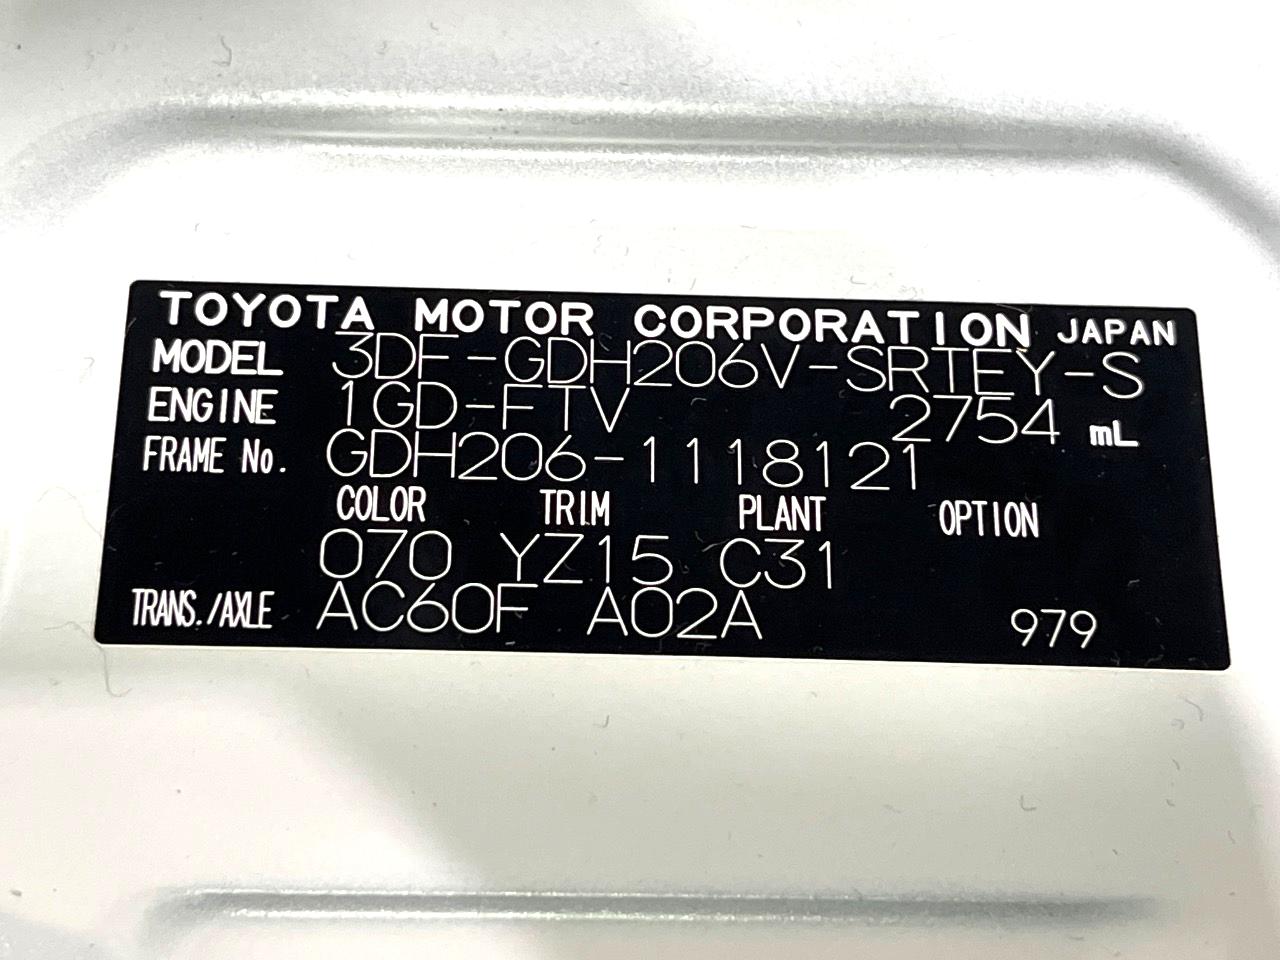 TOYOTA MOTOR CORPORATION JAPAN
MODEL 3DF-GDH206V-SRTEY-S
ENGINE 1GD-FTV 2754 mL
FRAME No. GDH206-1118121
COLOR TRIM PLANT OPTION
070 YZ15 C31
TRANS./AXLE AC60F A02A 979